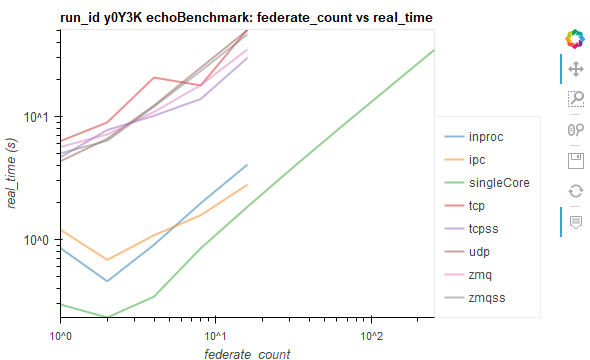 run_id y0Y3K echoBenchmark: federate_count vs real_time
real_time (s)
10^1
10^0
10^0
10^1
10^2
federate_count
inproc
ipc
singleCore
tcp
tcpss
udp
zmq
zmqss